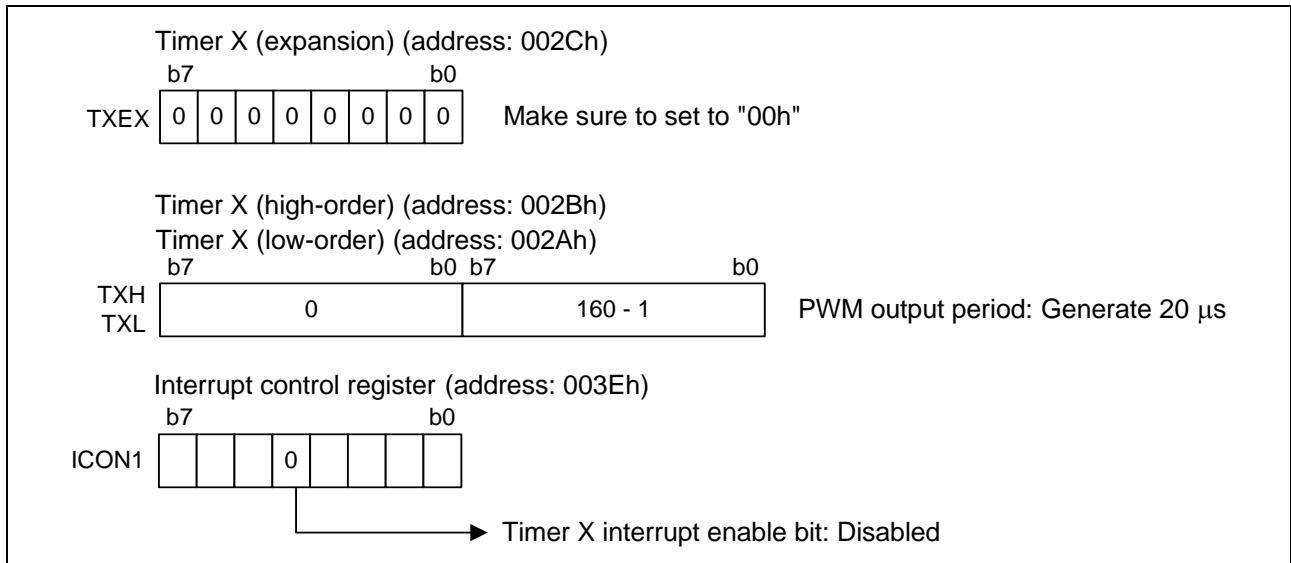 Timer X (expansion) (address: 002Ch)
b7 b0
TXEX 0 0 0 0 0 0 0 0 Make sure to set to "00h"
Timer X (high-order) (address: 002Bh)
Timer X (low-order) (address: 002Ah)
b7 b0 b7 b0
TXH
TXL
0 160 - 1 PWM output period: Generate 20 μs
Interrupt control register (address: 003Eh)
b7 b0
ICON1 0
Timer X interrupt enable bit: Disabled